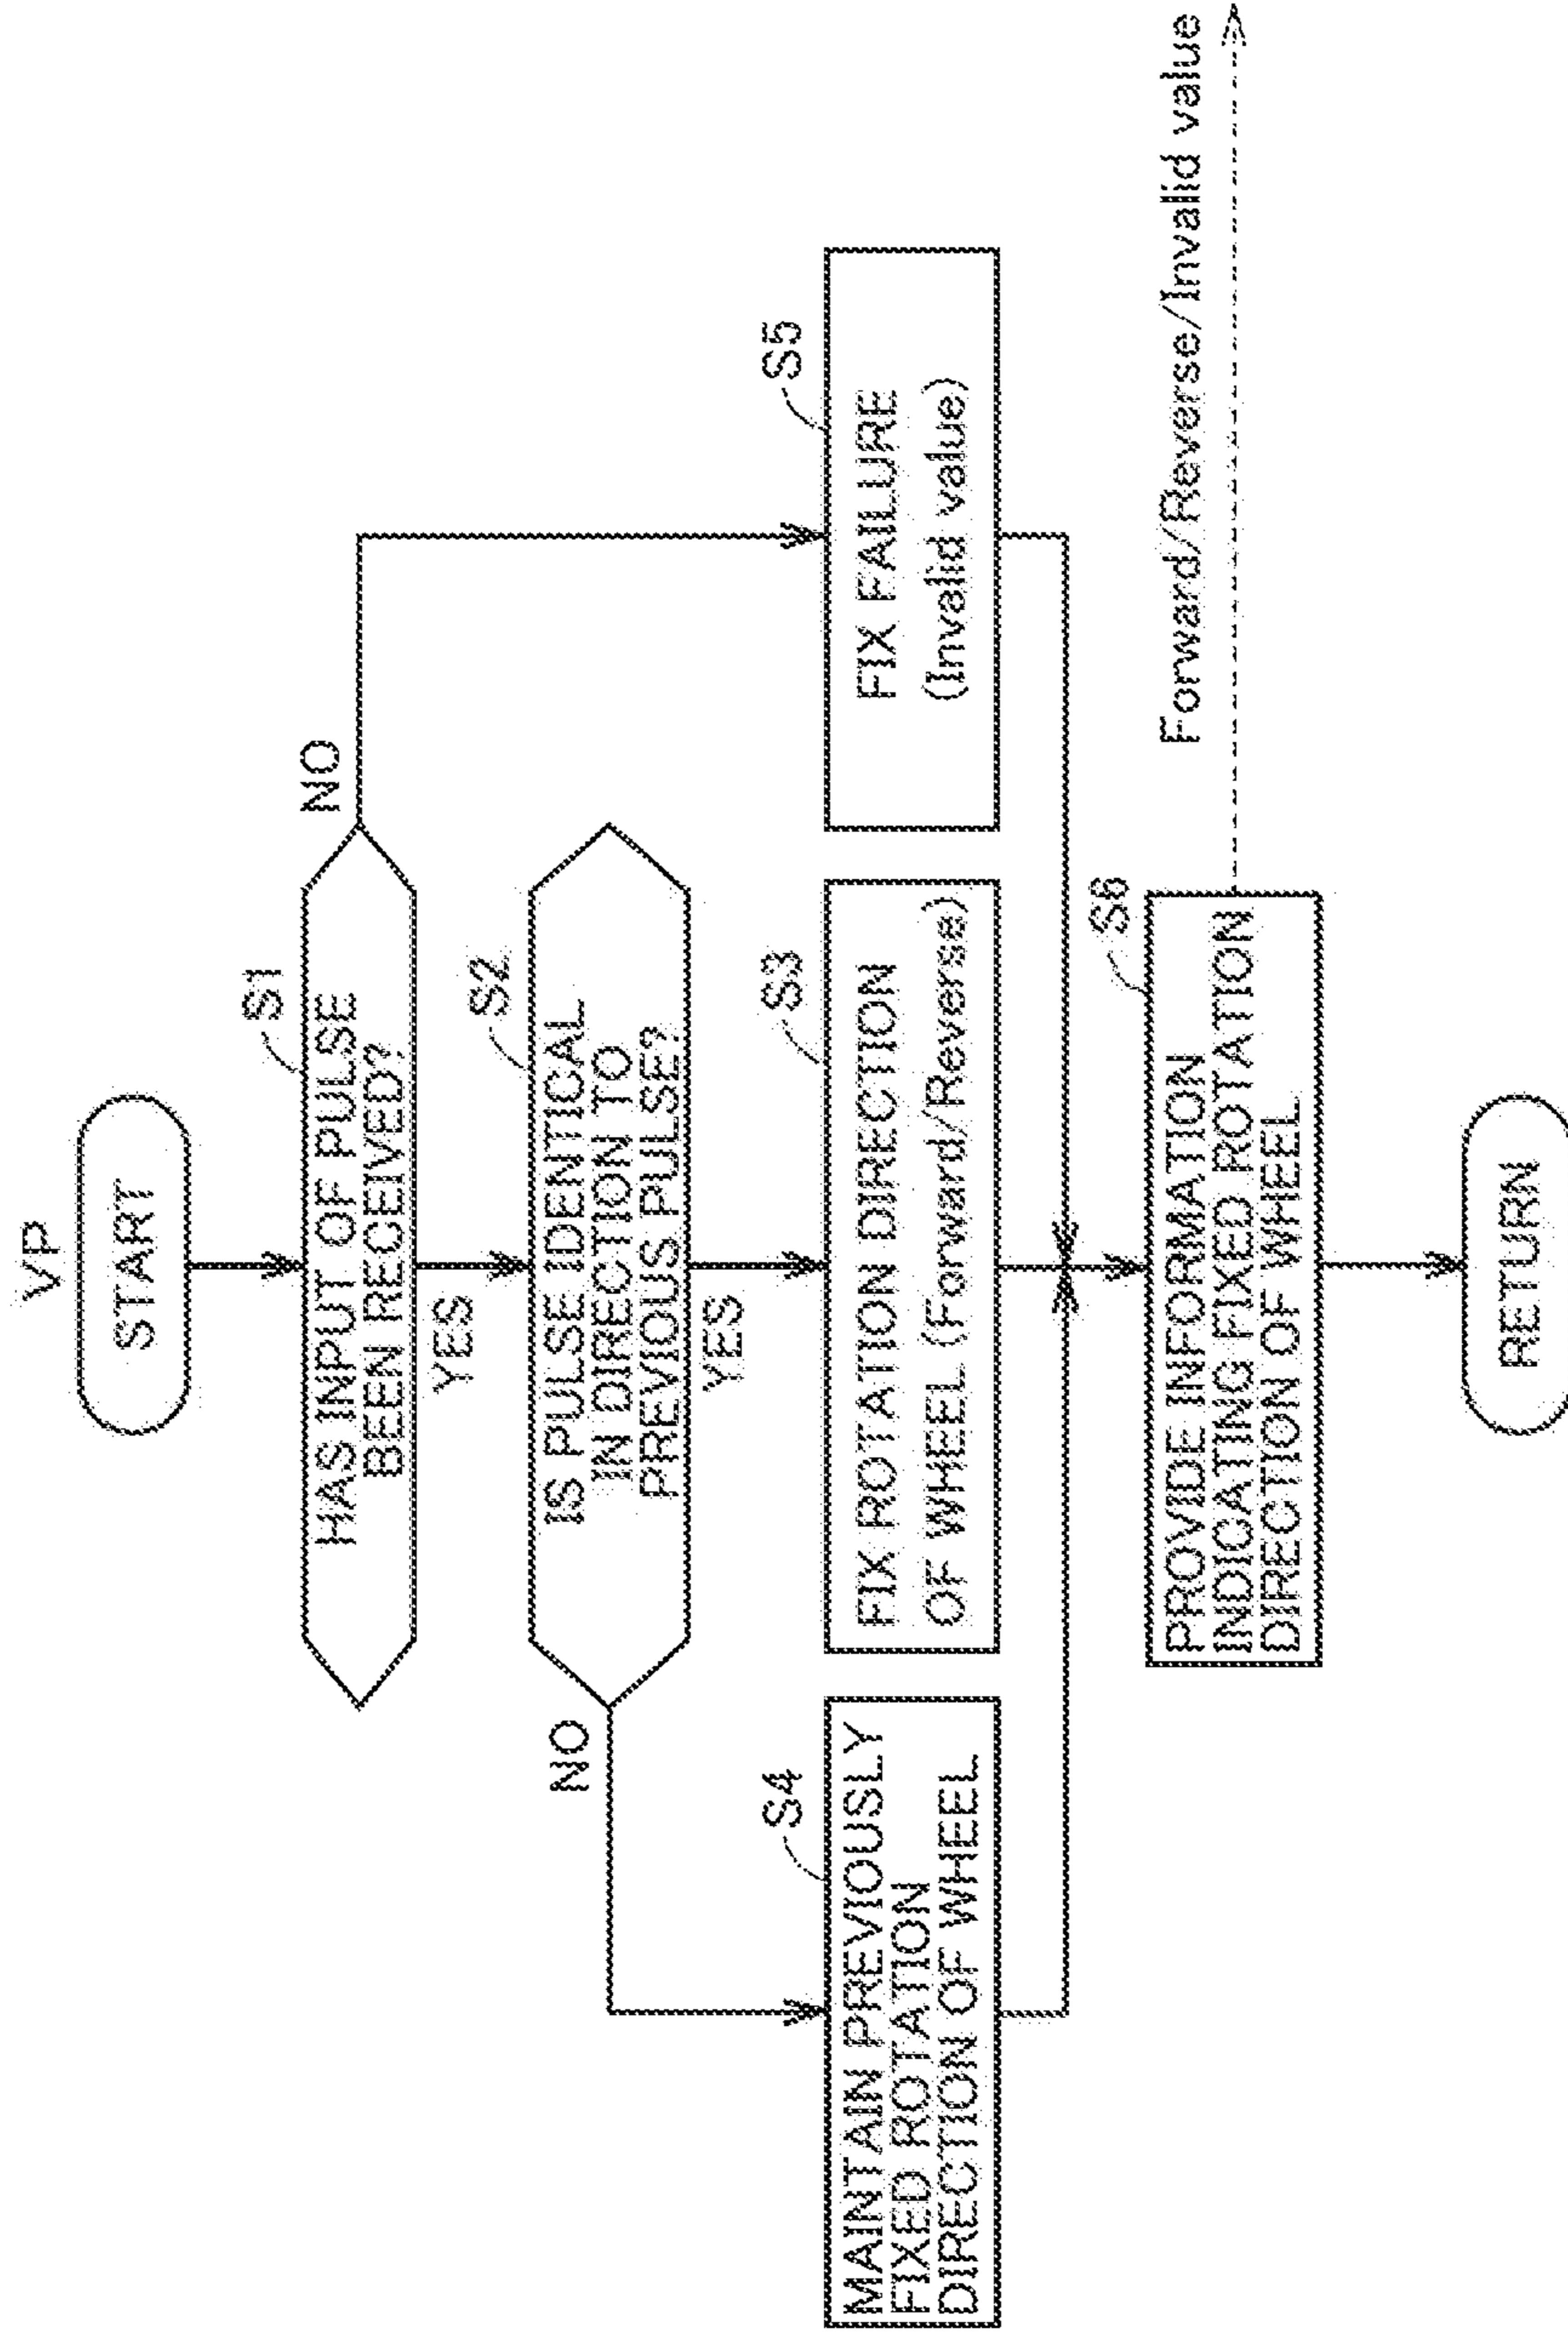 VP
START
S1
HAS INPUT OF PULSE
BEEN RECEIVED?
NO
YES
S2
IS PULSE IDENTICAL
IN DIRECTION TO
PREVIOUS PULSE?
NO
YES
S4
MAINTAIN PREVIOUSLY
FIXED ROTATION
DIRECTION OF WHEEL
S3
FIX ROTATION DIRECTION
OF WHEEL (Forward/Reverse)
S5
FIX FAILURE
(Invalid value)
S6
PROVIDE INFORMATION
INDICATING FIXED ROTATION
DIRECTION OF WHEEL
Forward/Reverse/Invalid value
RETURN